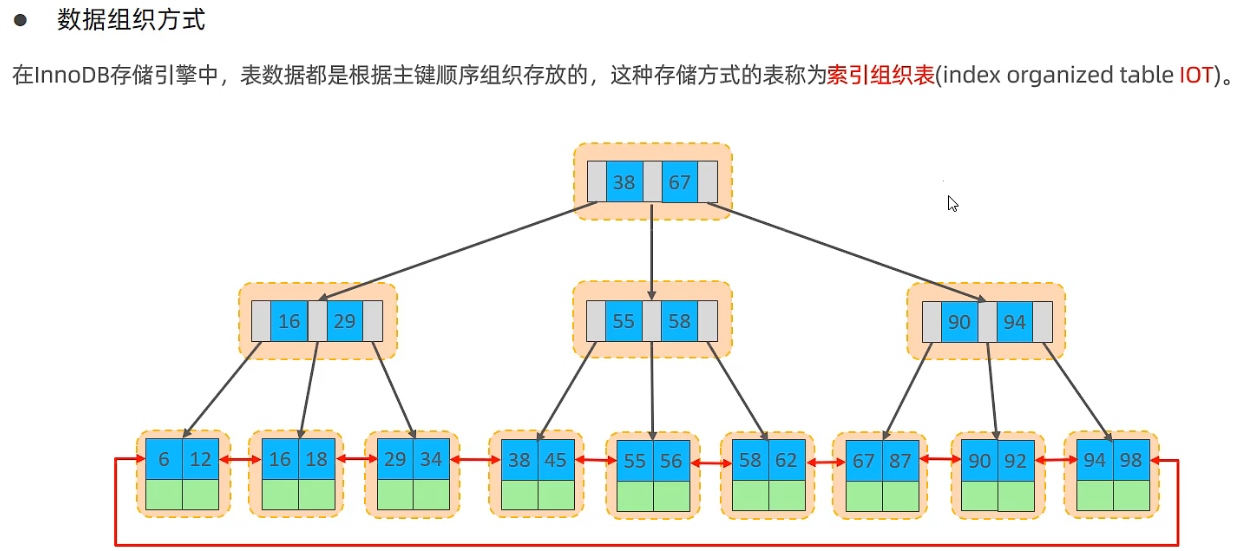 ● 数据组织方式
在InnoDB存储引擎中，表数据都是根据主键顺序组织存放的，这种存储方式的表称为索引组织表(index organized table IOT)。
38 67
16 29 55 58 90 94
6 12 16 18 29 34 38 45 55 56 58 62 67 87 90 92 94 98